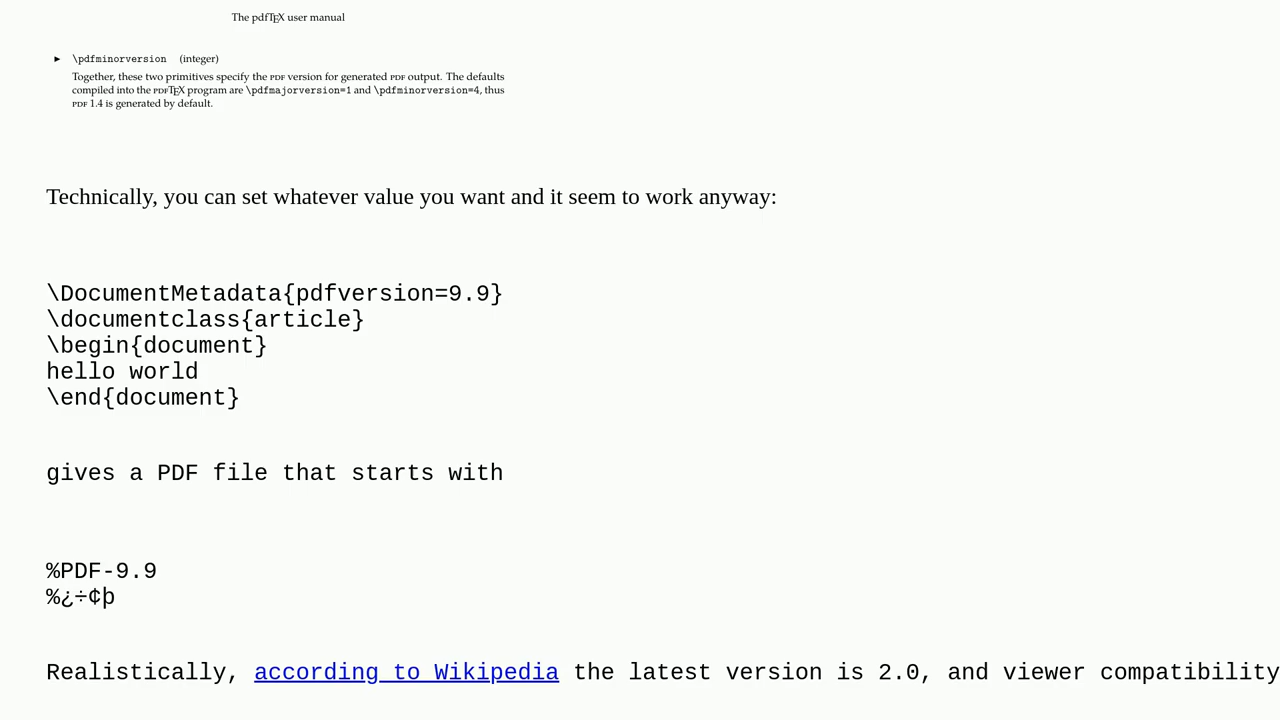 The pdfTEX user manual
► \pdfminorversion (integer)
Together, these two primitives specify the PDF version for generated PDF output. The defaults
compiled into the PDFTEX program are \pdfmajorversion=1 and \pdfminorversion=4, thus
PDF 1.4 is generated by default.
Technically, you can set whatever value you want and it seem to work anyway:
\DocumentMetadata{pdfversion=9.9}
\documentclass{article}
\begin{document}
hello world
\end{document}
gives a PDF file that starts with
%PDF-9.9
%¿÷¢þ
Realistically, according to Wikipedia the latest version is 2.0, and viewer compatibility